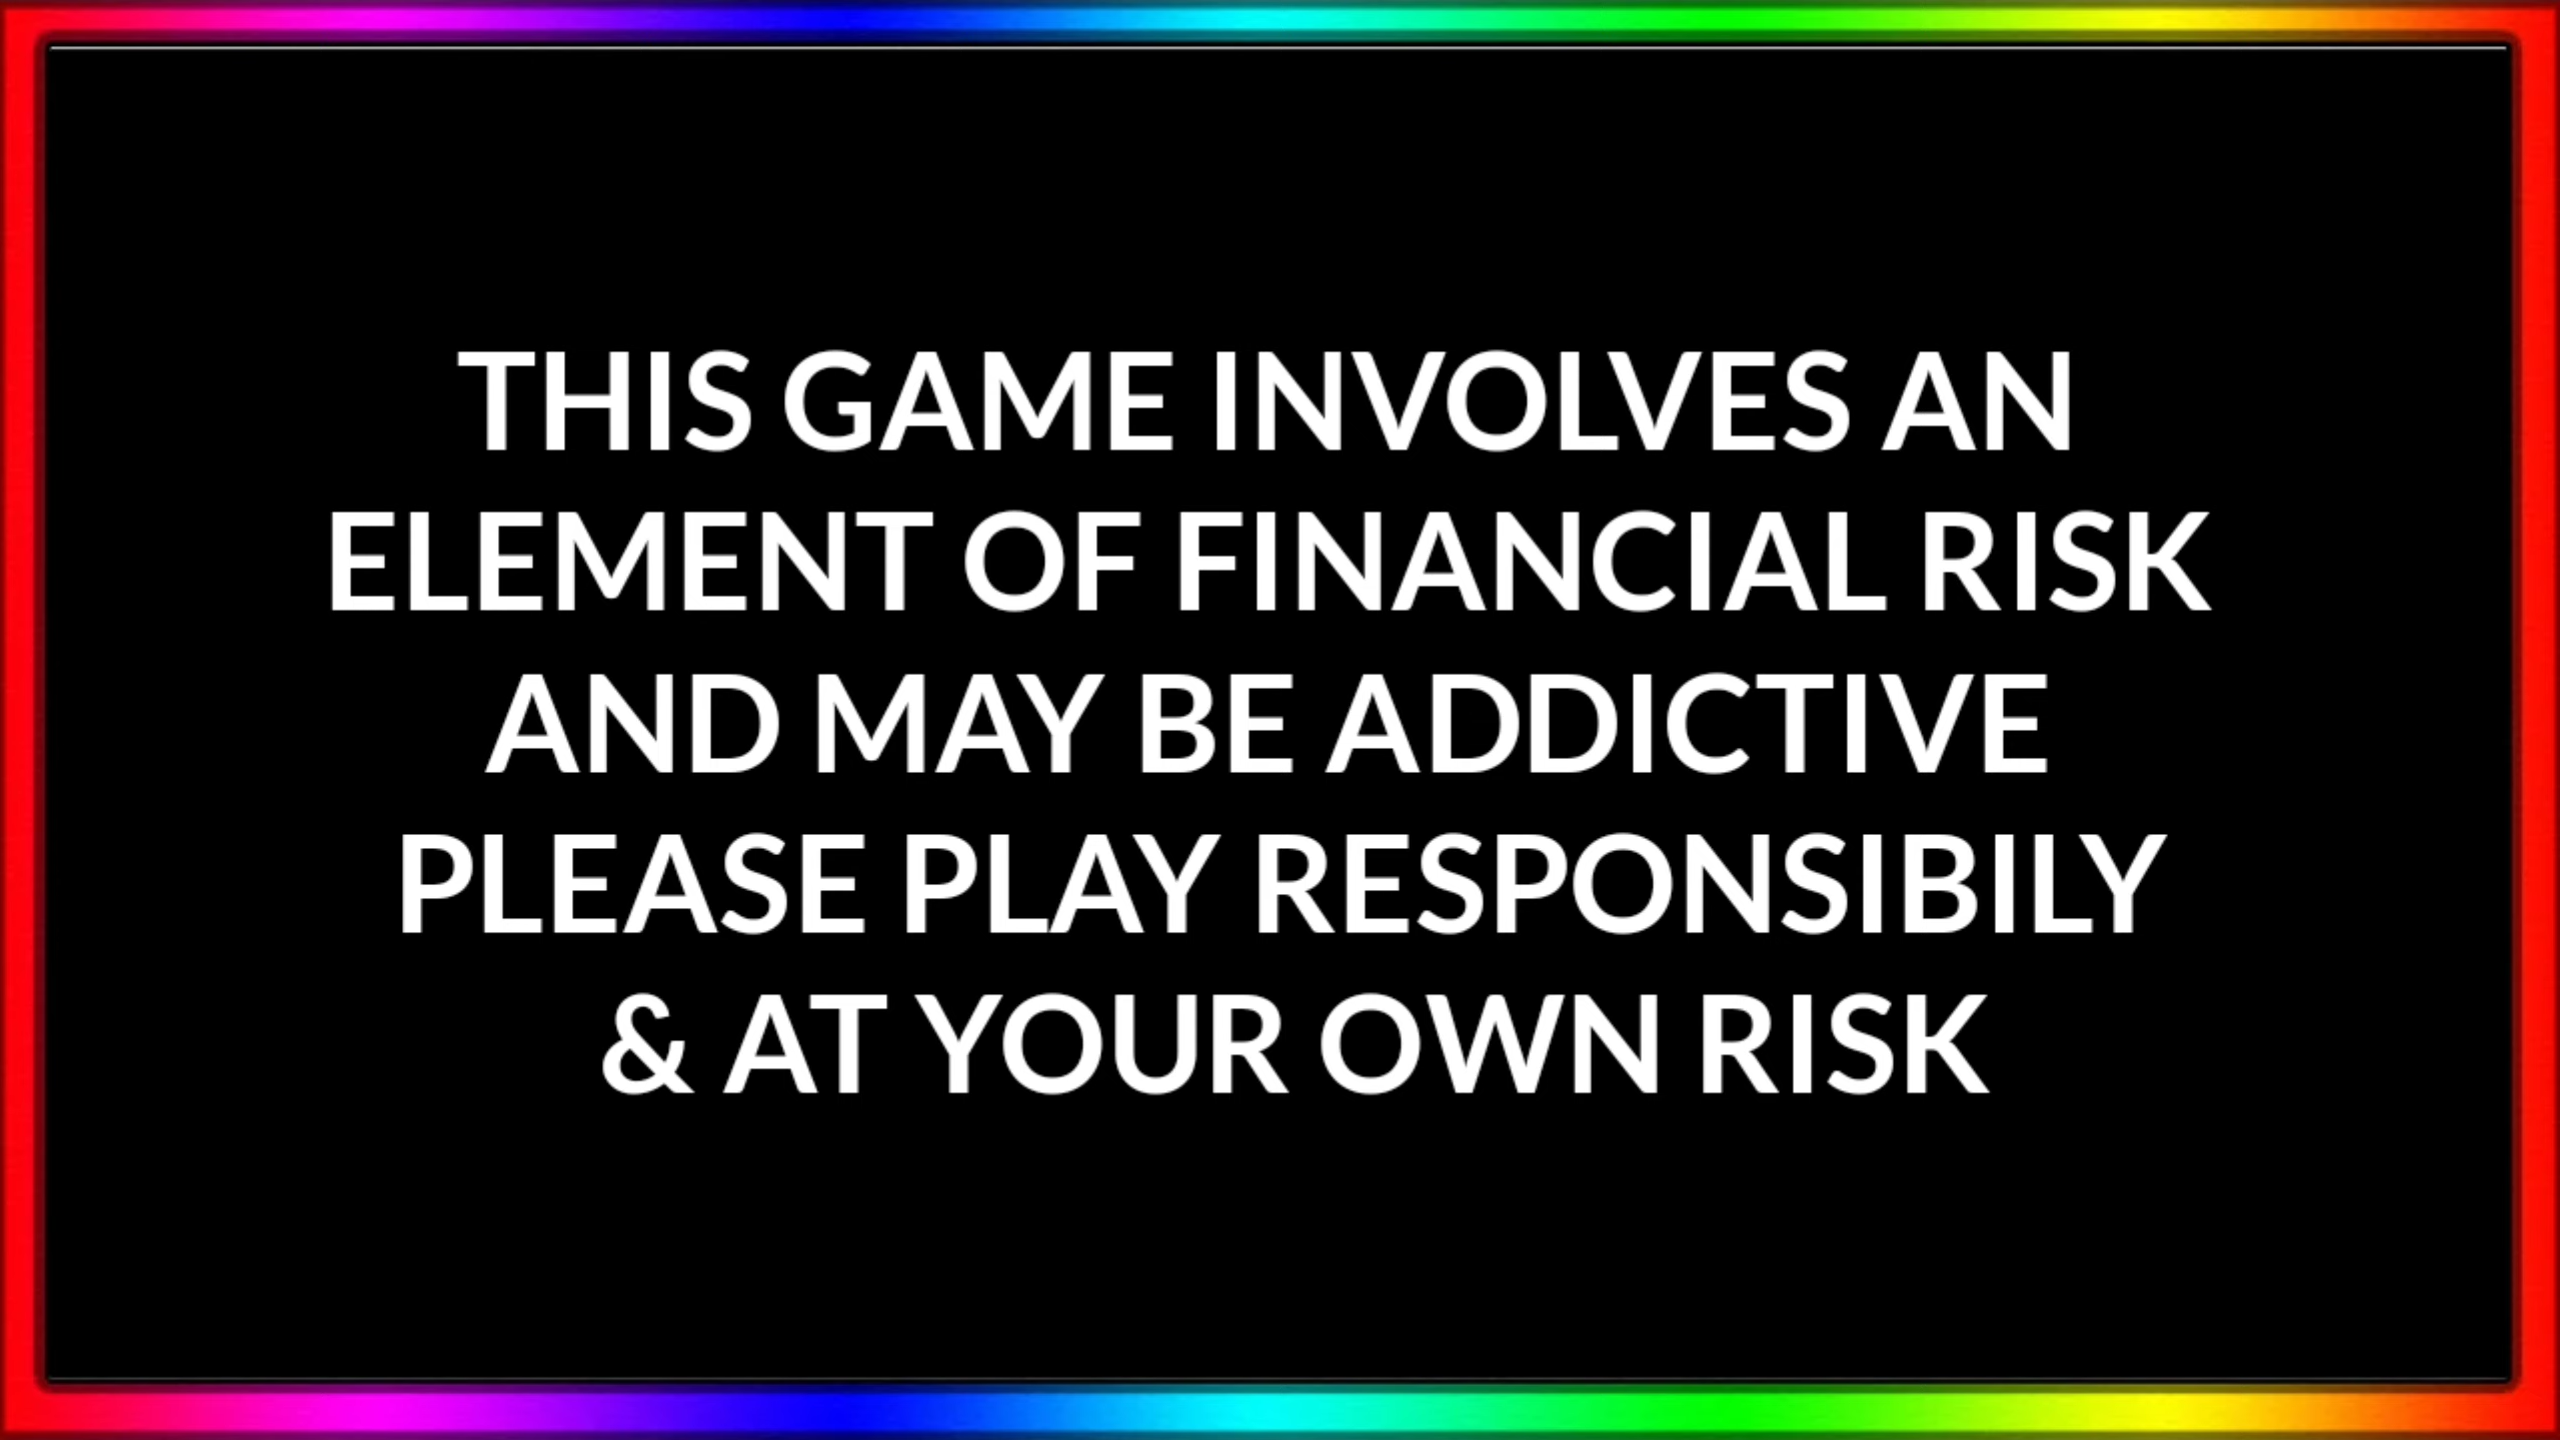 THIS GAME INVOLVES AN
ELEMENT OF FINANCIAL RISK
AND MAY BE ADDICTIVE
PLEASE PLAY RESPONSIBILY
& AT YOUR OWN RISK